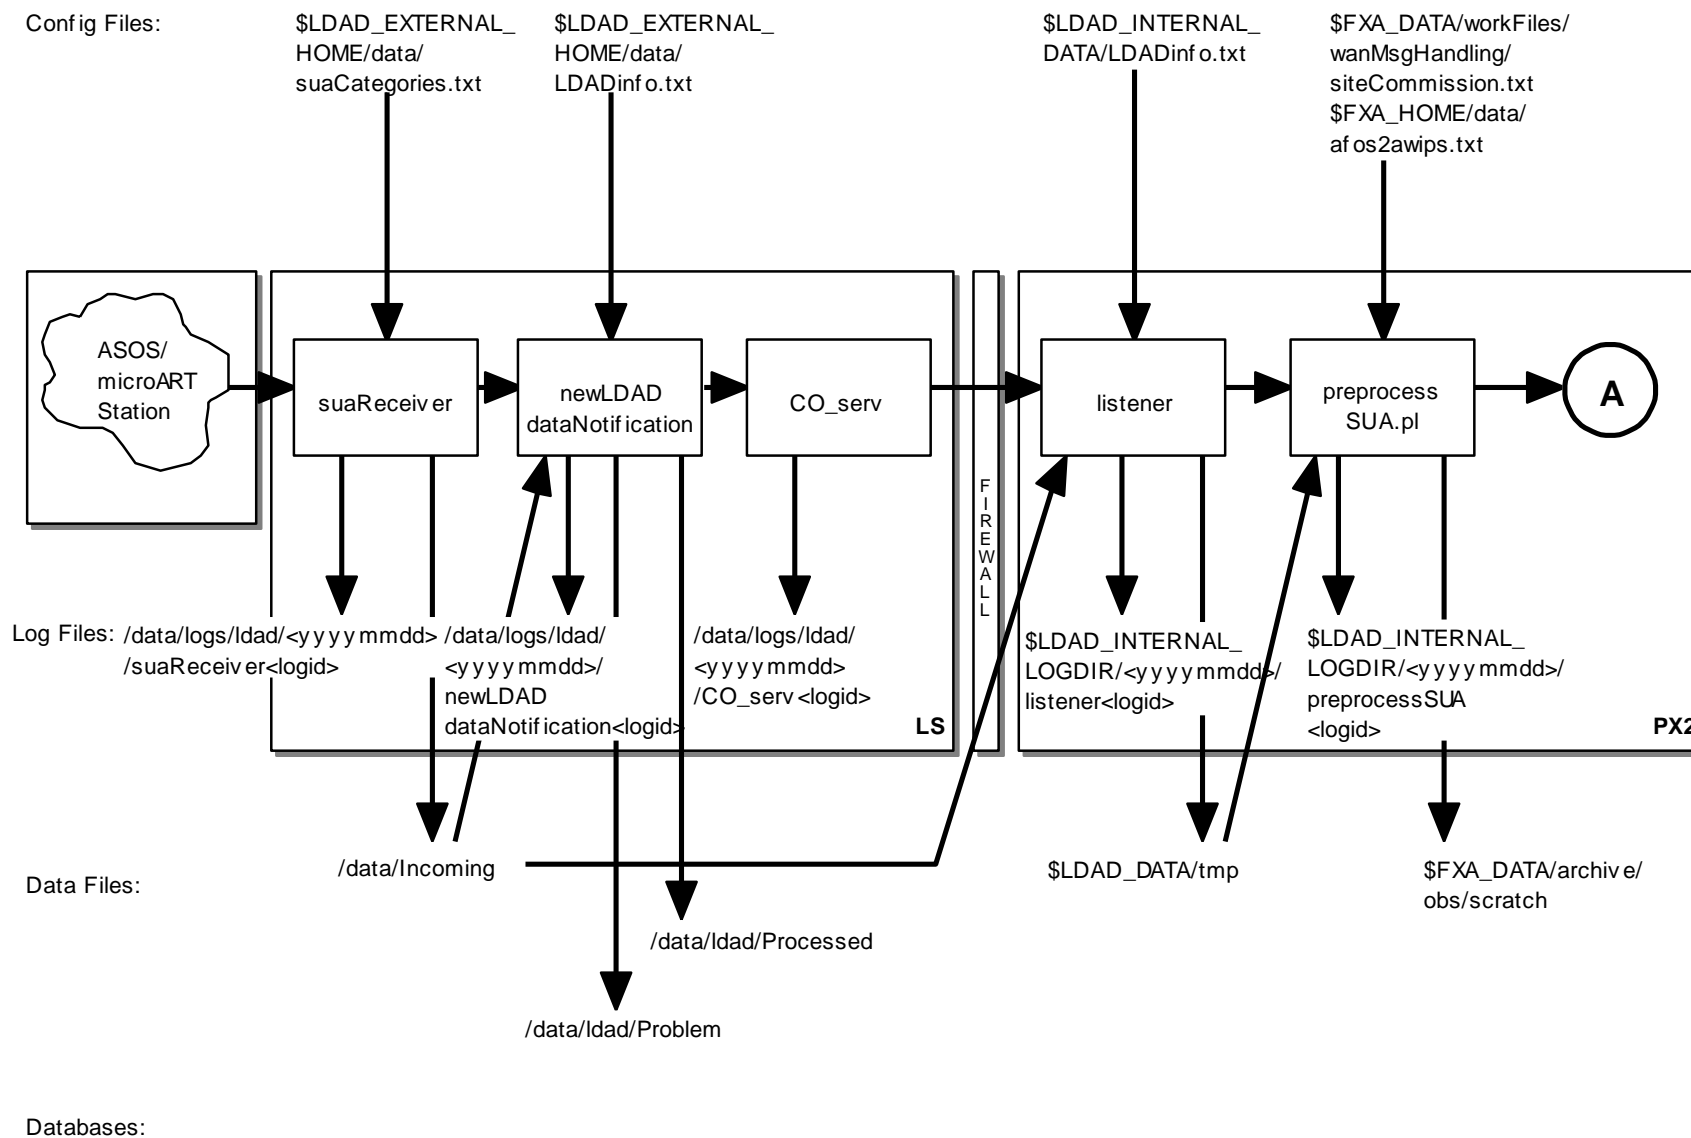 Config Files:
$LDAD_EXTERNAL_
HOME/data/
suaCategories.txt
$LDAD_EXTERNAL_
HOME/data/
LDADinfo.txt
$LDAD_INTERNAL_
DATA/LDADinfo.txt
$FXA_DATA/workFiles/
wanMsgHandling/
siteCommission.txt
$FXA_HOME/data/
afos2awips.txt
ASOS/
microART
Station
suaReceiver
newLDAD
dataNotification
CO_serv
FIREWALL
listener
preprocess
SUA.pl
A
Log Files:
/data/logs/ldad/<yyyymmdd>
/suaReceiver<logid>
/data/logs/ldad/
<yyyymmdd>/
newLDAD
dataNotification<logid>
/data/logs/ldad/
<yyyymmdd>
/CO_serv<logid>
LS
$LDAD_INTERNAL_
LOGDIR/<yyyymmdd>/
listener<logid>
$LDAD_INTERNAL_
LOGDIR/<yyyymmdd>/
preprocessSUA
<logid>
PX2
Data Files:
/data/Incoming
/data/ldad/Processed
/data/ldad/Problem
$LDAD_DATA/tmp
$FXA_DATA/archive/
obs/scratch
Databases: